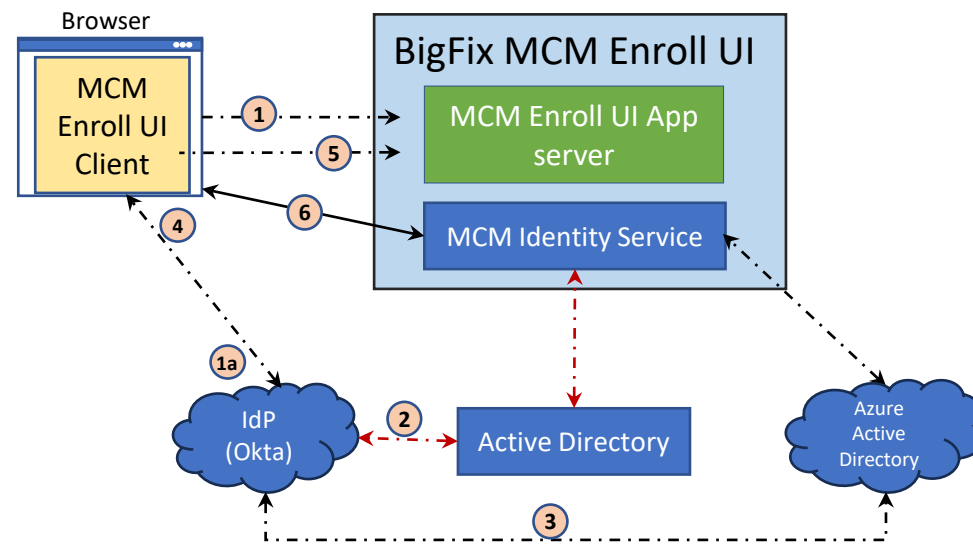 Browser
BigFix MCM Enroll UI
MCM
Enroll UI
Client
1
MCM Enroll UI App
server
5
6
4
MCM Identity Service
1a
IdP
(Okta)
2
Active Directory
Azure
Active
Directory
3